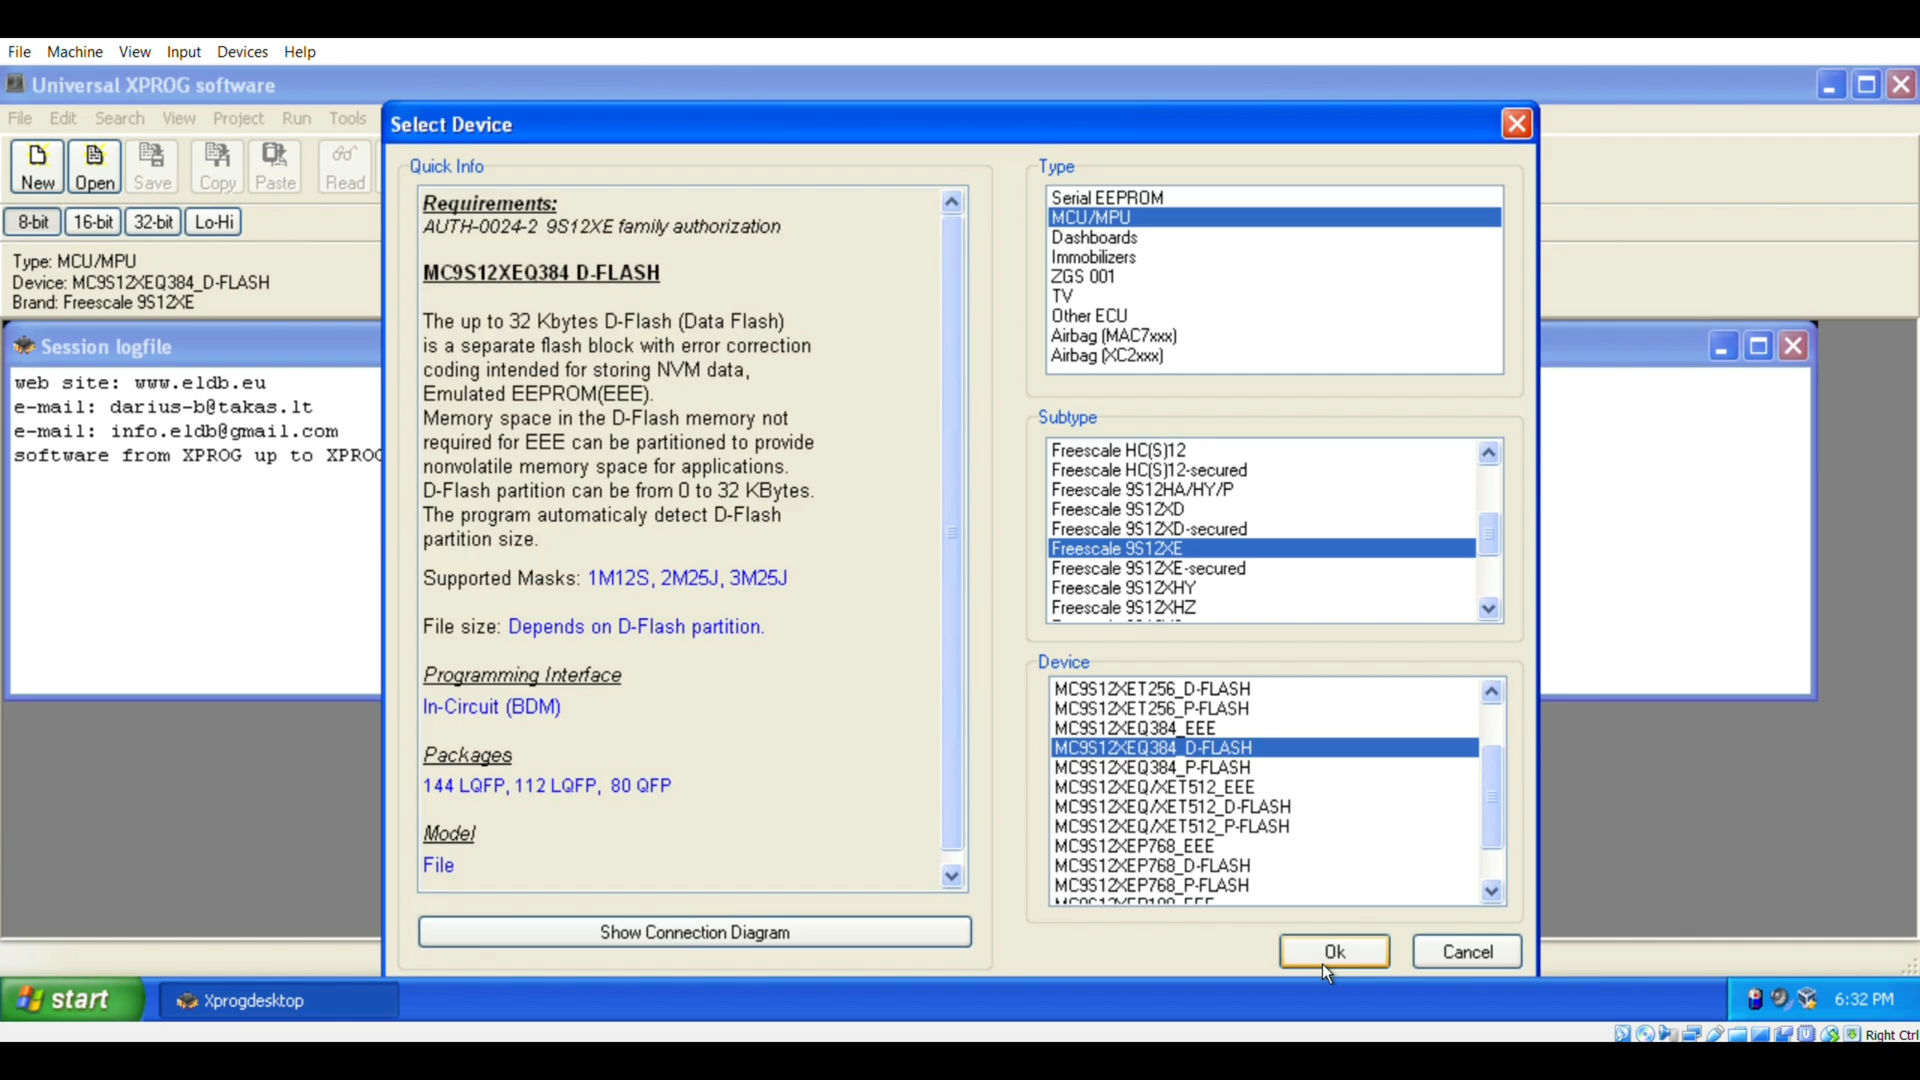 File Machine View Input Devices Help
Universal XPROG software
File Edit Search View Project Run Tools
New Open Save Copy Paste Read
8-bit 16-bit 32-bit Lo-Hi
Type: MCU/MPU
Device: MC9S12XEQ384_D-FLASH
Brand: Freescale 9S12XE
Session logfile
web site: www.eldb.eu
e-mail: darius-b@takas.lt
e-mail: info.eldb@gmail.com
software from XPROG up to XPROG
Select Device
Quick Info
Requirements:
AUTH-0024-2 9S12XE family authorization
MC9S12XEQ384 D-FLASH
The up to 32 Kbytes D-Flash (Data Flash)
is a separate flash block with error correction
coding intended for storing NVM data,
Emulated EEPROM(EEE).
Memory space in the D-Flash memory not
required for EEE can be partitioned to provide
nonvolatile memory space for applications.
D-Flash partition can be from 0 to 32 KBytes.
The program automaticaly detect D-Flash
partition size.
Supported Masks: 1M12S, 2M25J, 3M25J
File size: Depends on D-Flash partition.
Programming Interface
In-Circuit (BDM)
Packages
144 LQFP, 112 LQFP, 80 QFP
Model
File
Show Connection Diagram
Type
Serial EEPROM
MCU/MPU
Dashboards
Immobilizers
ZGS 001
TV
Other ECU
Airbag (MAC7xxx)
Airbag (XC2xxx)
Subtype
Freescale HC(S)12
Freescale HC(S)12-secured
Freescale 9S12HA/HY/P
Freescale 9S12XD
Freescale 9S12XD-secured
Freescale 9S12XE
Freescale 9S12XE-secured
Freescale 9S12XHY
Freescale 9S12XHZ
Device
MC9S12XET256_D-FLASH
MC9S12XET256_P-FLASH
MC9S12XEQ384_EEE
MC9S12XEQ384_D-FLASH
MC9S12XEQ384_P-FLASH
MC9S12XEQ/XET512_EEE
MC9S12XEQ/XET512_D-FLASH
MC9S12XEQ/XET512_P-FLASH
MC9S12XEP768_EEE
MC9S12XEP768_D-FLASH
MC9S12XEP768_P-FLASH
Ok Cancel
start Xprogdesktop 6:32 PM
Right Ctrl